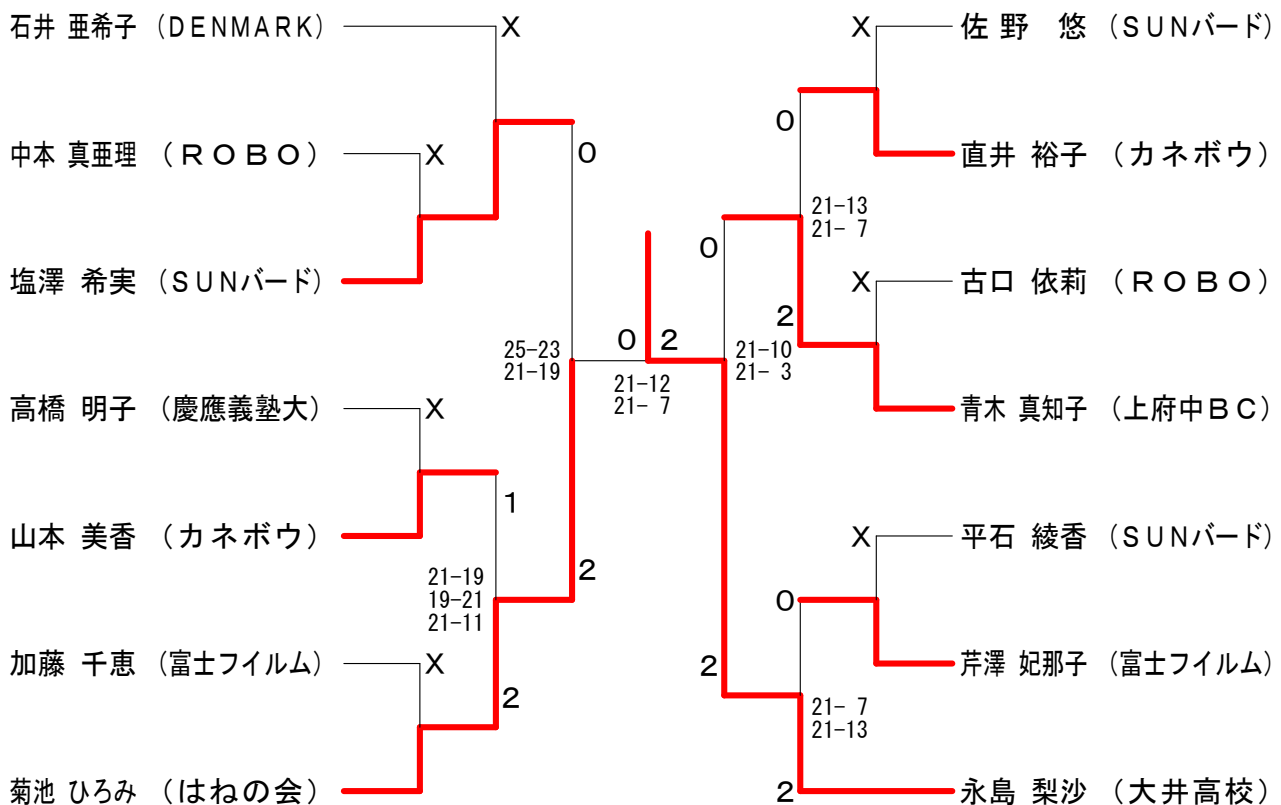 石井 亜希子 (DENMARK)
X
中本 真亜理 (ＲＯＢＯ)
X
塩澤 希実 (ＳＵＮバード)
0
高橋 明子 (慶應義塾大)
X
山本 美香 (カネボウ)
1
21-19
19-21
21-11
加藤 千恵 (富士フイルム)
X
2
菊池 ひろみ (はねの会)
25-23
21-19
2
0
2
21-12
21- 7
X
佐 野　悠 (ＳＵＮバード)
0
直井 裕子 (カネボウ)
21-13
21- 7
0
X
古口 依莉 (ＲＯＢＯ)
2
21-10
21- 3
青木 真知子 (上府中ＢＣ)
X
平石 綾香 (ＳＵＮバード)
0
2
芹澤 妃那子 (富士フイルム)
21- 7
21-13
2
永島 梨沙 (大井高校)